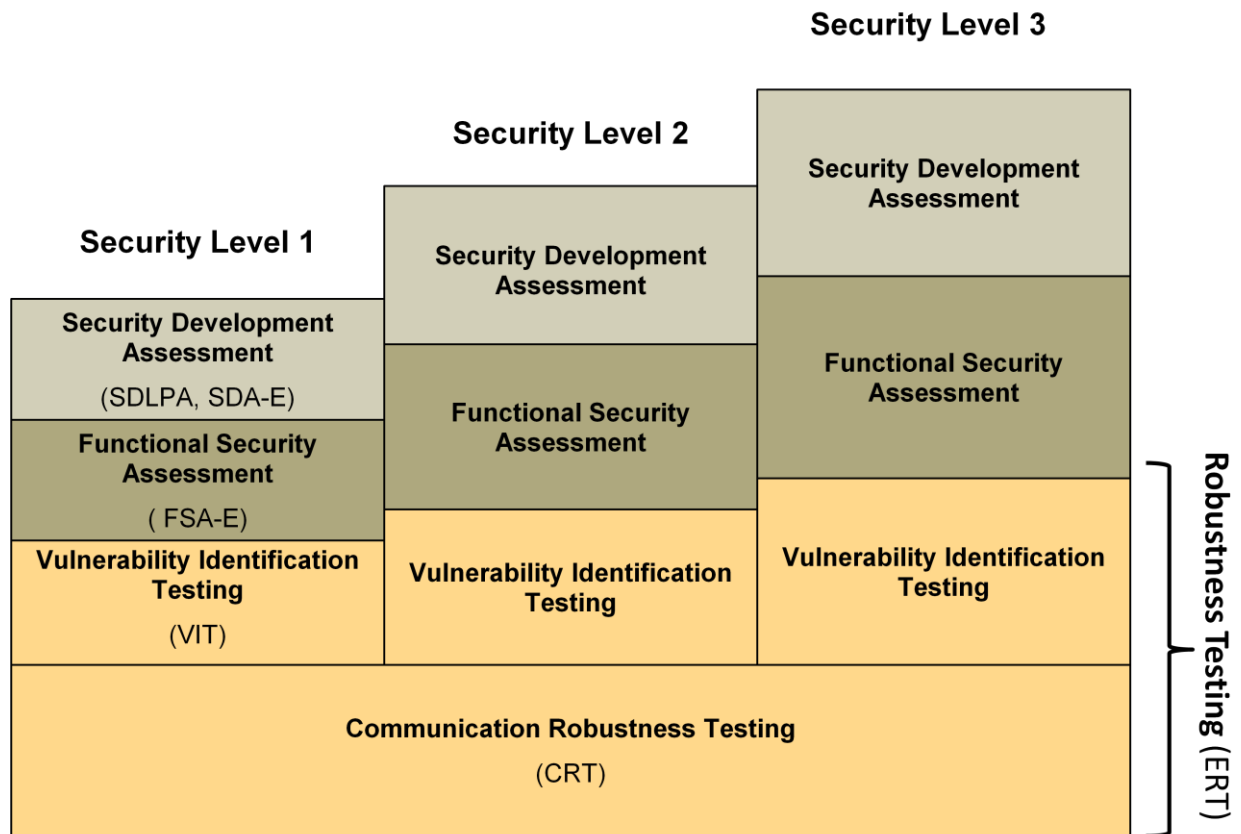 Security Level 1
Security Development
Assessment
(SDLPA, SDA-E)
Functional Security
Assessment
( FSA-E)
Vulnerability Identification
Testing
(VIT)
Security Level 2
Security Development
Assessment
Functional Security
Assessment
Vulnerability Identification
Testing
Security Level 3
Security Development
Assessment
Functional Security
Assessment
Vulnerability Identification
Testing
Communication Robustness Testing
(CRT)
Robustness Testing (ERT)